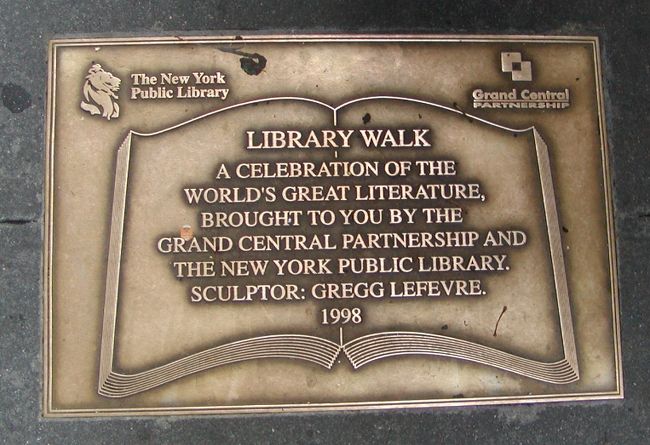 The New York
Public Library
Grand Central
PARTNERSHIP
LIBRARY WALK
A CELEBRATION OF THE
WORLD'S GREAT LITERATURE,
BROUGHT TO YOU BY THE
GRAND CENTRAL PARTNERSHIP AND
THE NEW YORK PUBLIC LIBRARY.
SCULPTOR: GREGG LEFEVRE.
1998